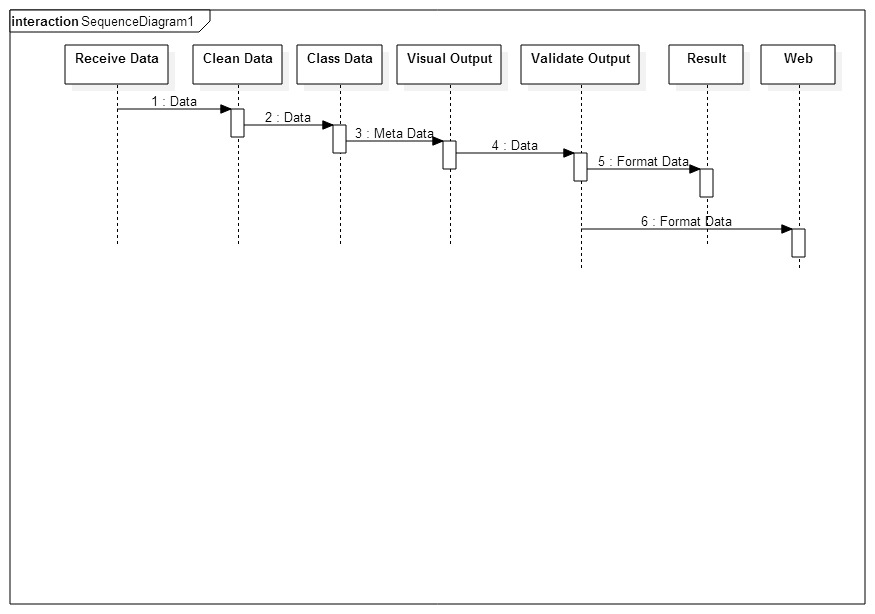 interaction SequenceDiagram1
Receive Data
Clean Data
Class Data
Visual Output
Validate Output
Result
Web
1 : Data
2 : Data
3 : Meta Data
4 : Data
5 : Format Data
6 : Format Data